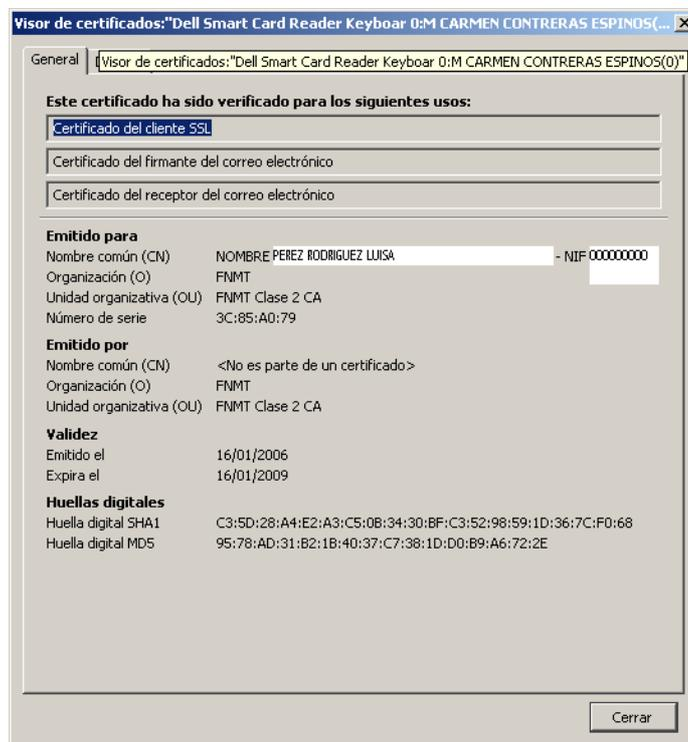 Visor de certificados:"Dell Smart Card Reader Keyboar 0:M CARMEN CONTRERAS ESPINOS(...
General
Visor de certificados:"Dell Smart Card Reader Keyboar 0:M CARMEN CONTRERAS ESPINOS(0)"
Este certificado ha sido verificado para los siguientes usos:
Certificado del cliente SSL
Certificado del firmante del correo electrónico
Certificado del receptor del correo electrónico
Emitido para
Nombre común (CN) NOMBRE PEREZ RODRIGUEZ LUISA - NIF 000000000
Organización (O) FNMT
Unidad organizativa (OU) FNMT Clase 2 CA
Número de serie 3C:85:A0:79
Emitido por
Nombre común (CN) <No es parte de un certificado>
Organización (O) FNMT
Unidad organizativa (OU) FNMT Clase 2 CA
Validez
Emitido el 16/01/2006
Expira el 16/01/2009
Huellas digitales
Huella digital SHA1 C3:5D:28:A4:E2:A3:C5:0B:34:30:BF:C3:52:98:59:1D:36:7C:F0:68
Huella digital MD5 95:78:AD:31:B2:1B:40:37:C7:38:1D:D0:B9:A6:72:2E
Cerrar